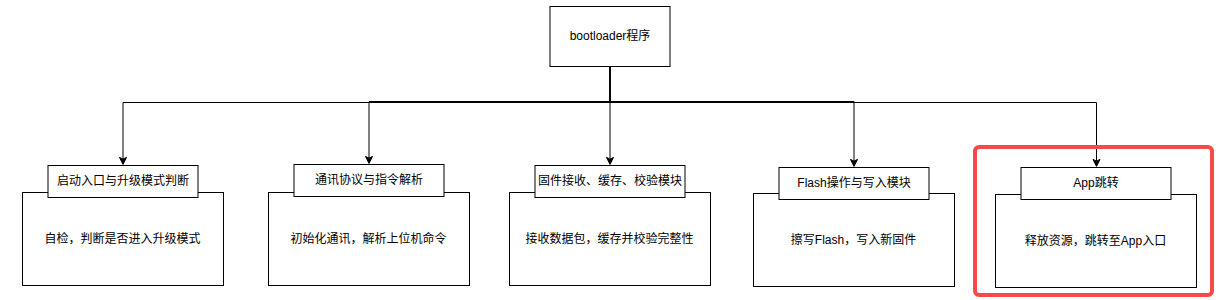 bootloader程序
启动入口与升级模式判断
通讯协议与指令解析
固件接收、缓存、校验模块
Flash操作与写入模块
App跳转
自检，判断是否进入升级模式
初始化通讯，解析上位机命令
接收数据包，缓存并校验完整性
擦写Flash，写入新固件
释放资源，跳转至App入口